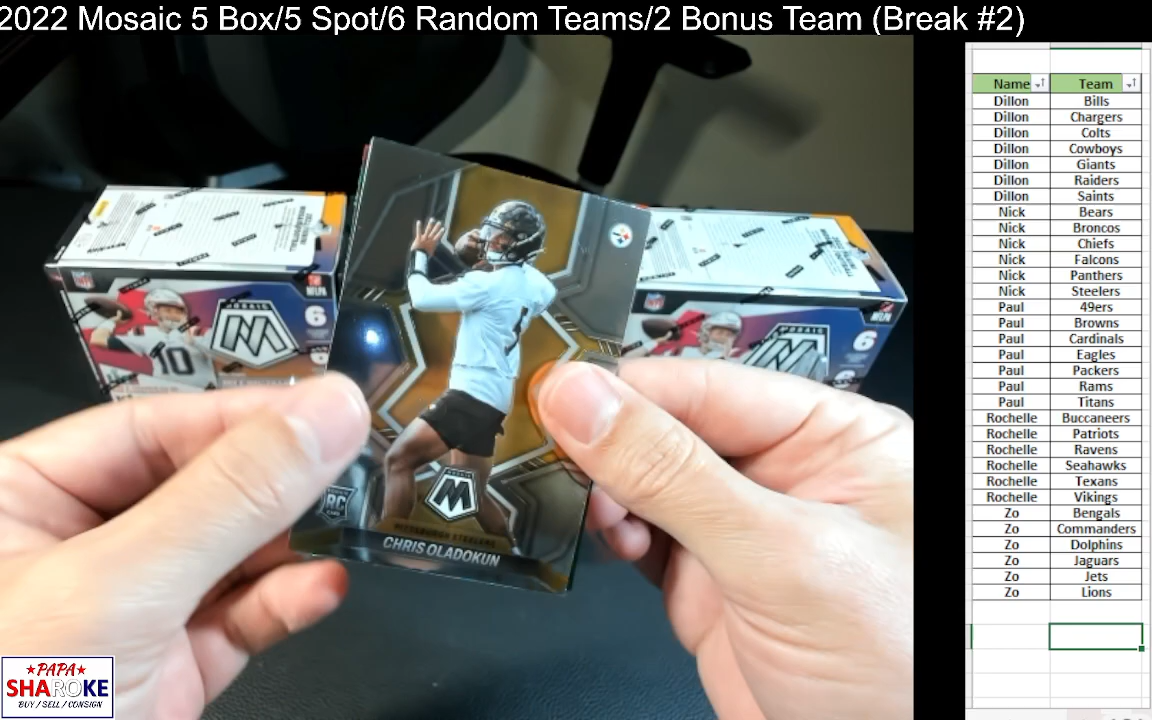 2022 Mosaic 5 Box/5 Spot/6 Random Teams/2 Bonus Team (Break #2)
Name Team
Dillon Bills
Dillon Chargers
Dillon Colts
Dillon Cowboys
Dillon Giants
Dillon Raiders
Dillon Saints
Nick Bears
Nick Broncos
Nick Chiefs
Nick Falcons
Nick Panthers
Nick Steelers
Paul 49ers
Paul Browns
Paul Cardinals
Paul Eagles
Paul Packers
Paul Rams
Paul Titans
Rochelle Buccaneers
Rochelle Patriots
Rochelle Ravens
Rochelle Seahawks
Rochelle Texans
Rochelle Vikings
Zo Bengals
Zo Commanders
Zo Dolphins
Zo Jaguars
Zo Jets
Zo Lions
NFL
MOSAIC
M
6
10
NFLPA
NFL
MOSAIC
M
6
5
M
RC
PITTSBURGH STEELERS
CHRIS OLADOKUN
PAPA
SHAROKE
BUY / SELL / CONSIGN